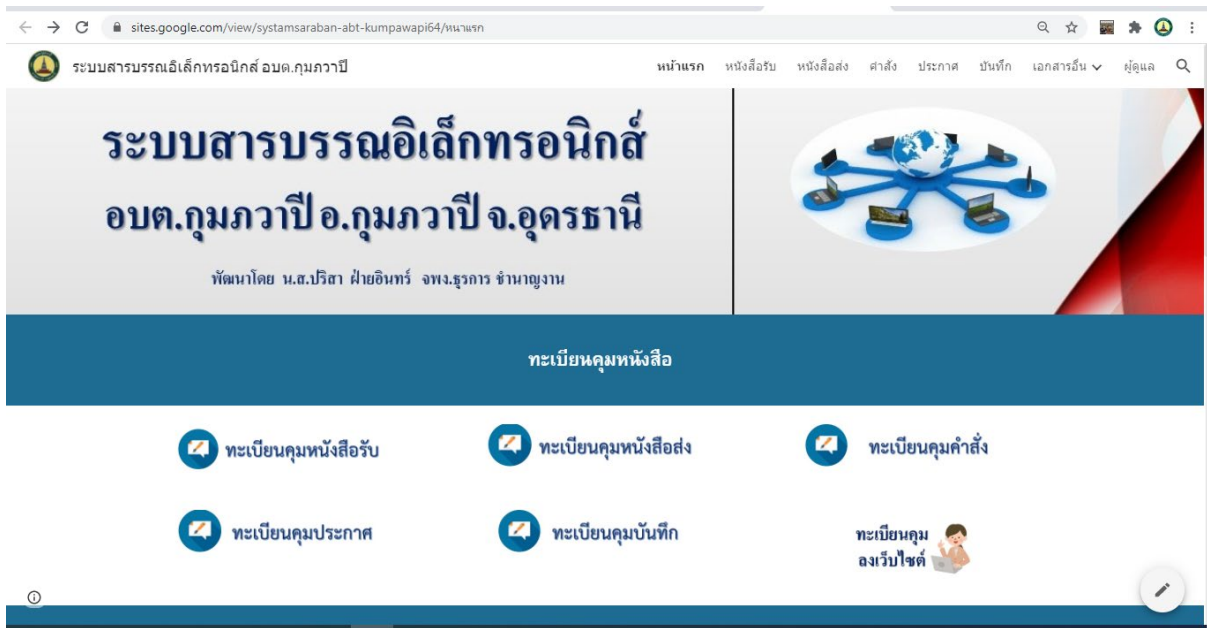 sites.google.com/view/systamsaraban-abt-kumpawapi64/หน้าแรก
ระบบสารบรรณอิเล็กทรอนิกส์ อบต.กุมภวาปี
หน้าแรก หนังสือรับ หนังสือส่ง คำสั่ง ประกาศ บันทึก เอกสารอื่น ผู้ดูแล
ระบบสารบรรณอิเล็กทรอนิกส์
อบต.กุมภวาปี อ.กุมภวาปี จ.อุดรธานี
พัฒนาโดย น.ส.ปริสา ฝ่ายอินทร์ จพง.ธุรการ ชำนาญงาน
ทะเบียนคุมหนังสือ
ทะเบียนคุมหนังสือรับ ทะเบียนคุมหนังสือส่ง ทะเบียนคุมคำสั่ง
ทะเบียนคุมประกาศ ทะเบียนคุมบันทึก ทะเบียนคุม
ลงเว็บไซต์